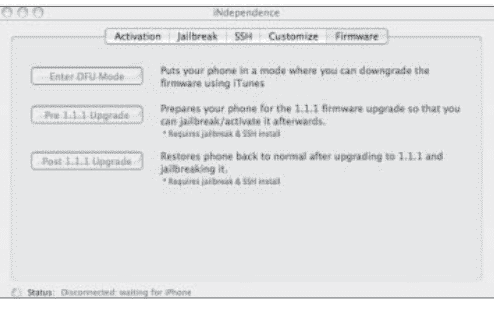 iNdependence
Activation Jailbreak SSH Customize Firmware
Enter DFU Mode
Puts your phone in a mode where you can downgrade the
firmware using iTunes
Pre 1.1.1 Upgrade
Prepares your phone for the 1.1.1 firmware upgrade so that you
can jailbreak/activate it afterwards.
* Requires jailbreak & SSH install
Post 1.1.1 Upgrade
Restores phone back to normal after upgrading to 1.1.1 and
jailbreaking it.
* Requires jailbreak & SSH install
Status: Disconnected: waiting for iPhone